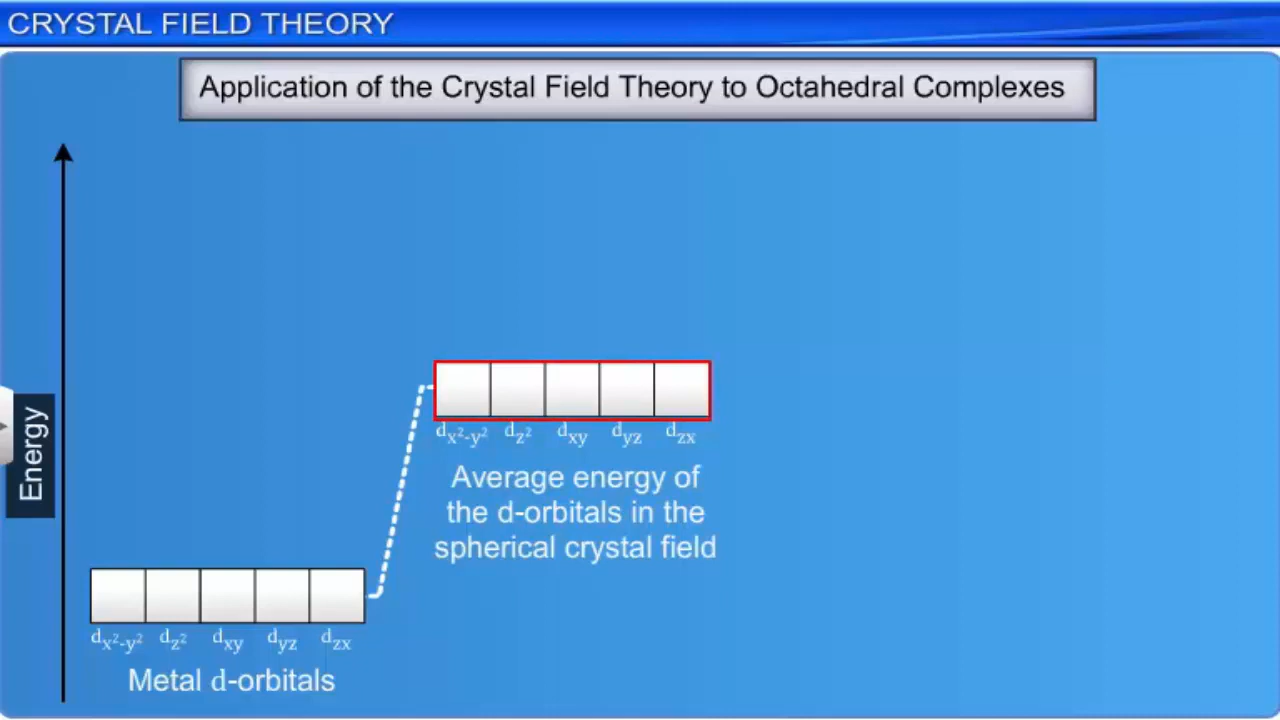 CRYSTAL FIELD THEORY
Application of the Crystal Field Theory to Octahedral Complexes
Energy
dx²-y² dz² dxy dyz dzx
Average energy of
the d-orbitals in the
spherical crystal field
dx²-y² dz² dxy dyz dzx
Metal d-orbitals